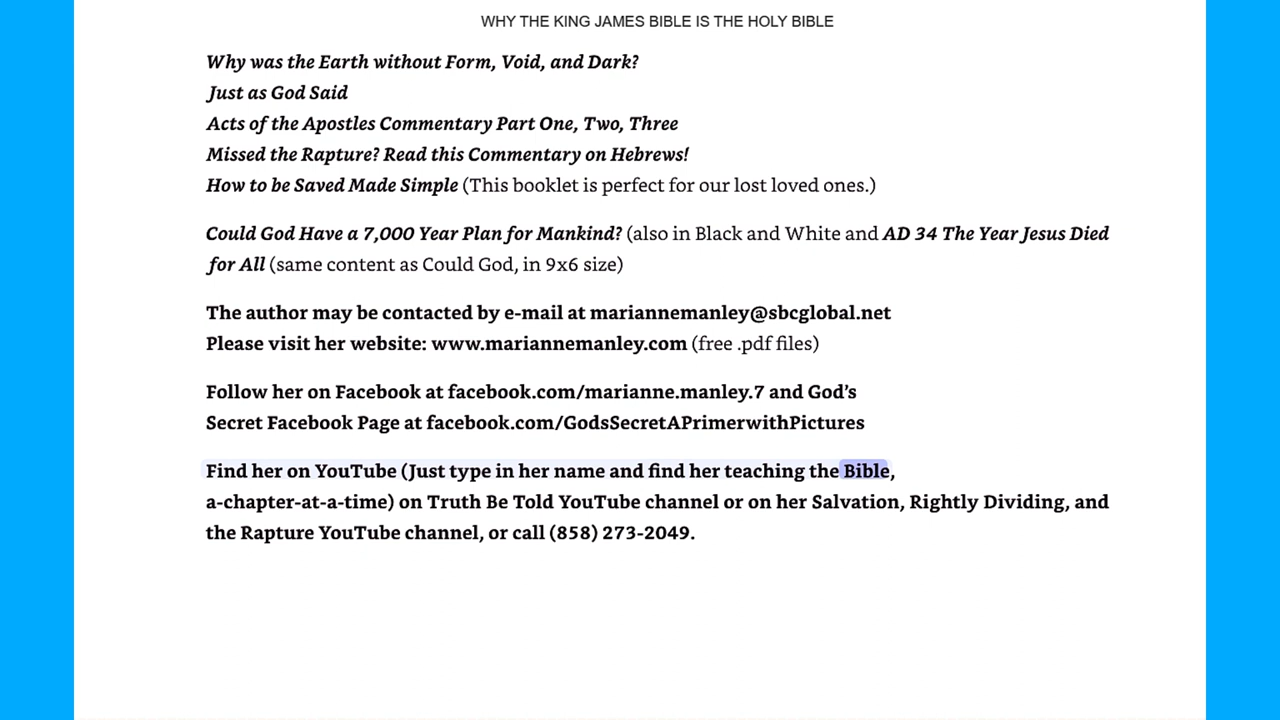 WHY THE KING JAMES BIBLE IS THE HOLY BIBLE
Why was the Earth without Form, Void, and Dark?
Just as God Said
Acts of the Apostles Commentary Part One, Two, Three
Missed the Rapture? Read this Commentary on Hebrews!
How to be Saved Made Simple (This booklet is perfect for our lost loved ones.)
Could God Have a 7,000 Year Plan for Mankind? (also in Black and White and AD 34 The Year Jesus Died
for All (same content as Could God, in 9x6 size)
The author may be contacted by e-mail at mariannemanley@sbcglobal.net
Please visit her website: www.mariannemanley.com (free .pdf files)
Follow her on Facebook at facebook.com/marianne.manley.7 and God’s
Secret Facebook Page at facebook.com/GodsSecretAPrimerwithPictures
Find her on YouTube (Just type in her name and find her teaching the Bible,
a-chapter-at-a-time) on Truth Be Told YouTube channel or on her Salvation, Rightly Dividing, and
the Rapture YouTube channel, or call (858) 273-2049.